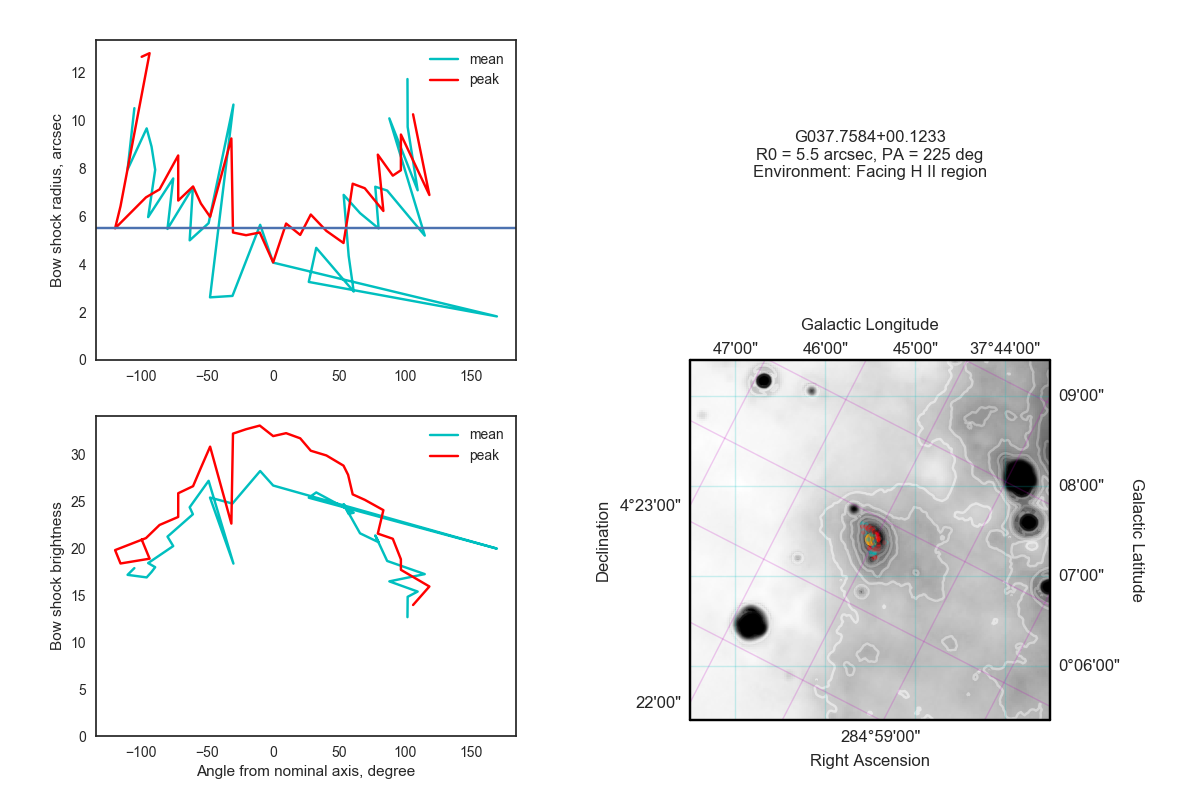 12
10
8
6
4
2
0
Bow shock radius, arcsec
mean
peak
−100
−50
0
50
100
150
30
25
20
15
10
5
0
Bow shock brightness
mean
peak
−100
−50
0
50
100
150
Angle from nominal axis, degree
G037.7584+00.1233
R0 = 5.5 arcsec, PA = 225 deg
Environment: Facing H II region
Galactic Longitude
47'00" 46'00" 45'00" 37°44'00"
09'00"
08'00"
07'00"
0°06'00"
Galactic Latitude
4°23'00"
22'00"
Declination
284°59'00"
Right Ascension